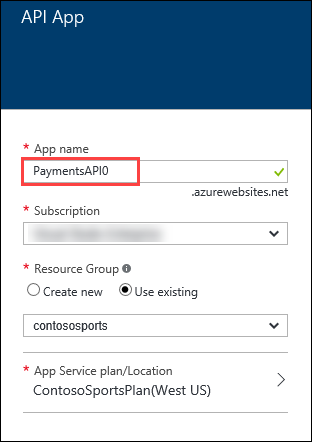 API App
* App name
PaymentsAPI0
.azurewebsites.net
* Subscription
* Resource Group
Create new Use existing
contososports
* App Service plan/Location
ContosoSportsPlan(West US)